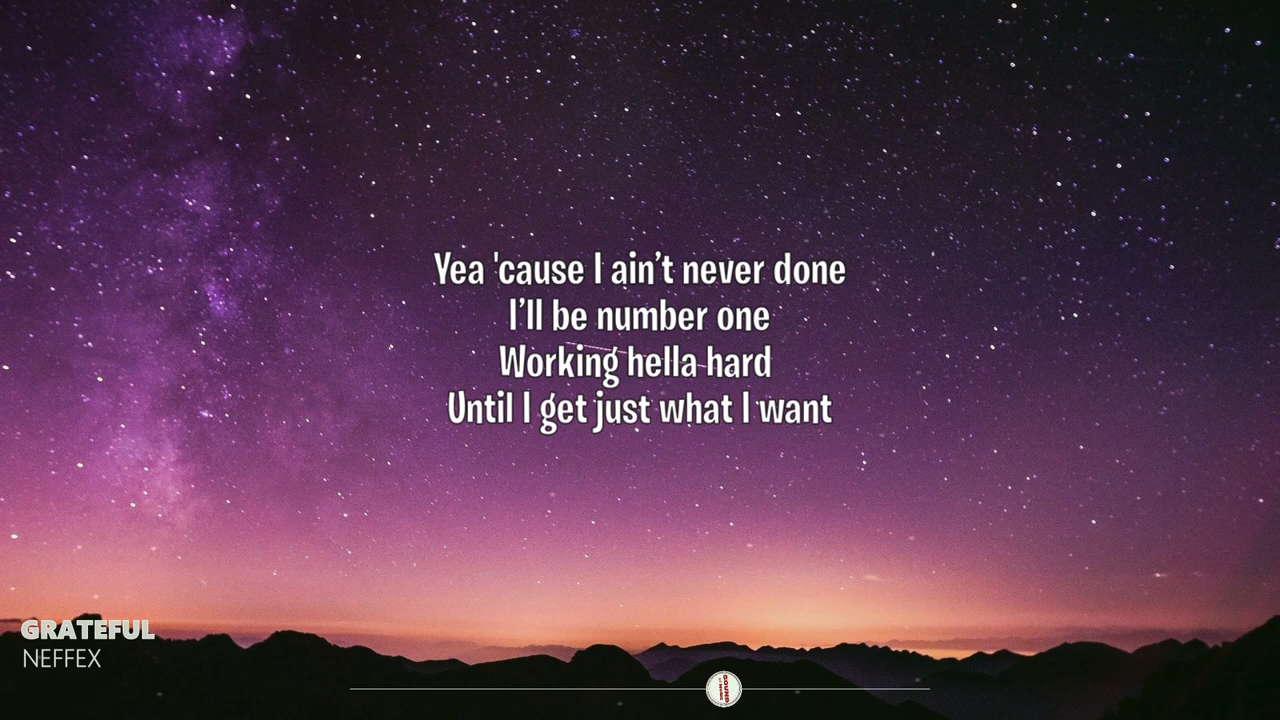 Yea 'cause I ain’t never done
I’ll be number one
Working hella hard
Until I get just what I want
GRATEFUL
NEFFEX
SOUND